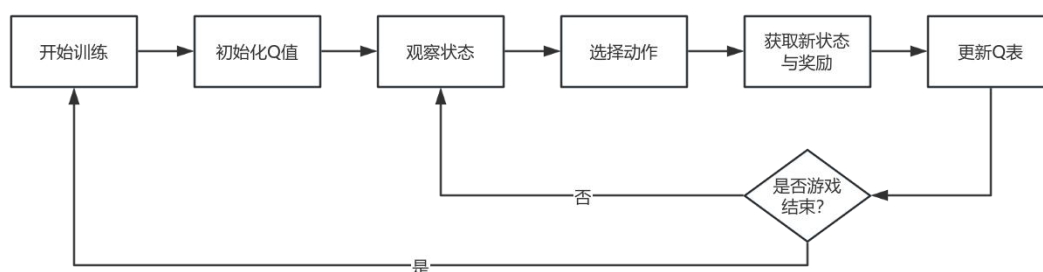 开始训练
初始化Q值
观察状态
选择动作
获取新状态
与奖励
更新Q表
是否游戏
结束?
否
是